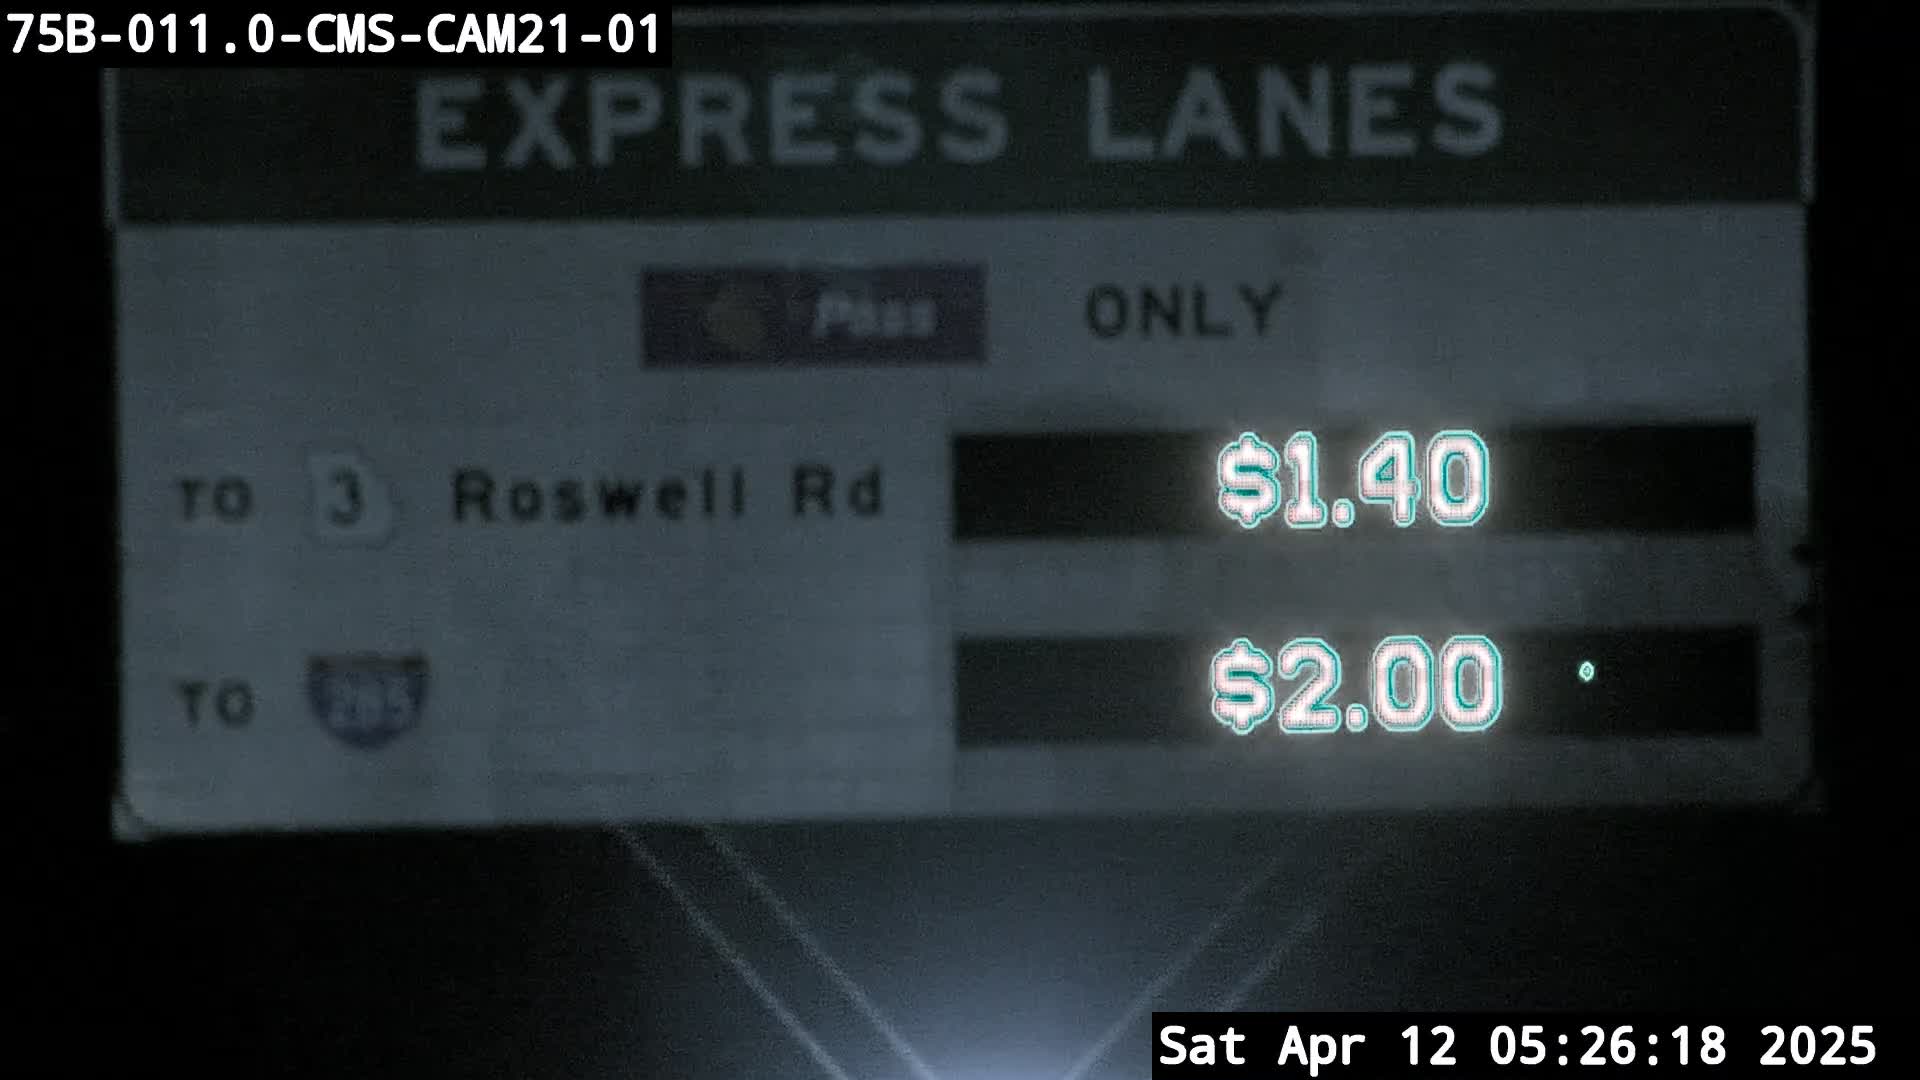 75B-011.0-CMS-CAM21-01
EXPRESS LANES
Pass ONLY
TO 3 Roswell Rd $1.40
TO 285 $2.00
Sat Apr 12 05:26:18 2025